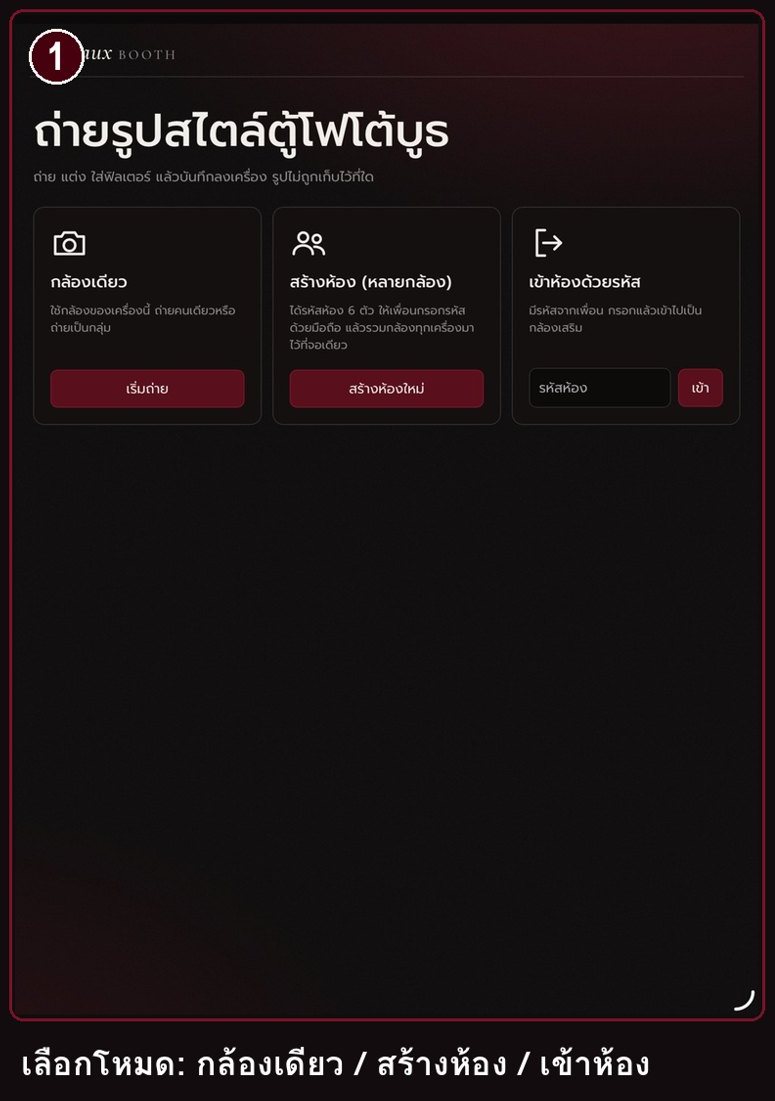 1
BOOTH
ถ่ายรูปสไตล์ตู้โฟโต้บูธ
ถ่าย แต่ง ใส่ฟิลเตอร์ แล้วบันทึกลงเครื่อง รูปไม่ถูกเก็บไว้ที่ใด
กล้องเดียว
ใช้กล้องของเครื่องนี้ ถ่ายคนเดียวหรือ
ถ่ายเป็นกลุ่ม
เริ่มถ่าย
สร้างห้อง (หลายกล้อง)
ได้รหัสห้อง 6 ตัว ให้เพื่อนกรอกรหัส
ด้วยมือถือ แล้วรวมกล้องทุกเครื่องมา
ไว้ที่จอเดียว
สร้างห้องใหม่
เข้าห้องด้วยรหัส
มีรหัสจากเพื่อน กรอกแล้วเข้าไปเป็น
กล้องเสริม
รหัสห้อง
เข้า
เลือกโหมด: กล้องเดียว / สร้างห้อง / เข้าห้อง